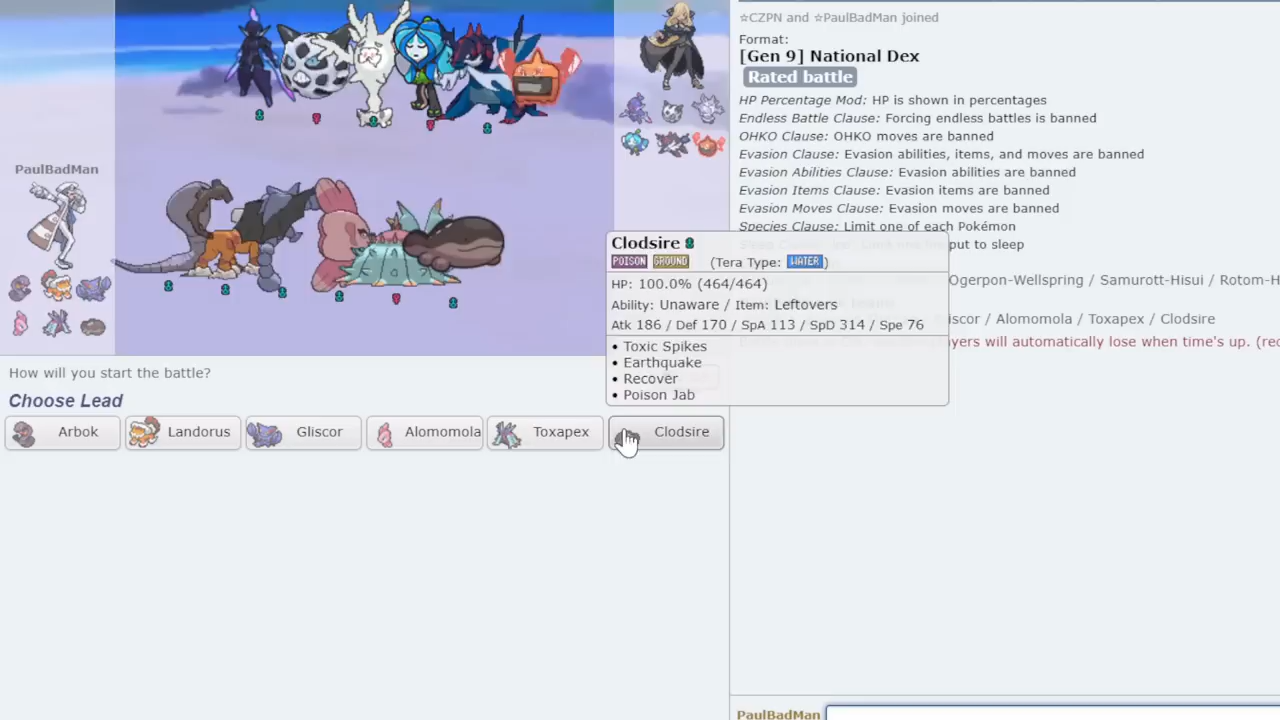 ☆CZPN and ☆PaulBadMan joined
Format:
[Gen 9] National Dex
Rated battle
HP Percentage Mod: HP is shown in percentages
Endless Battle Clause: Forcing endless battles is banned
OHKO Clause: OHKO moves are banned
Evasion Clause: Evasion abilities, items, and moves are banned
Evasion Abilities Clause: Evasion abilities are banned
Evasion Items Clause: Evasion items are banned
Evasion Moves Clause: Evasion moves are banned
Species Clause: Limit one of each Pokémon
put to sleep
Ogerpon-Wellspring / Samurott-Hisui / Rotom-H
iscor / Alomomola / Toxapex / Clodsire
yers will automatically lose when time's up. (rec
PaulBadMan
Clodsire
POISON GROUND (Tera Type: WATER)
HP: 100.0% (464/464)
Ability: Unaware / Item: Leftovers
Atk 186 / Def 170 / SpA 113 / SpD 314 / Spe 76
• Toxic Spikes
• Earthquake
• Recover
• Poison Jab
How will you start the battle?
Choose Lead
Arbok
Landorus
Gliscor
Alomomola
Toxapex
Clodsire
PaulBadMan